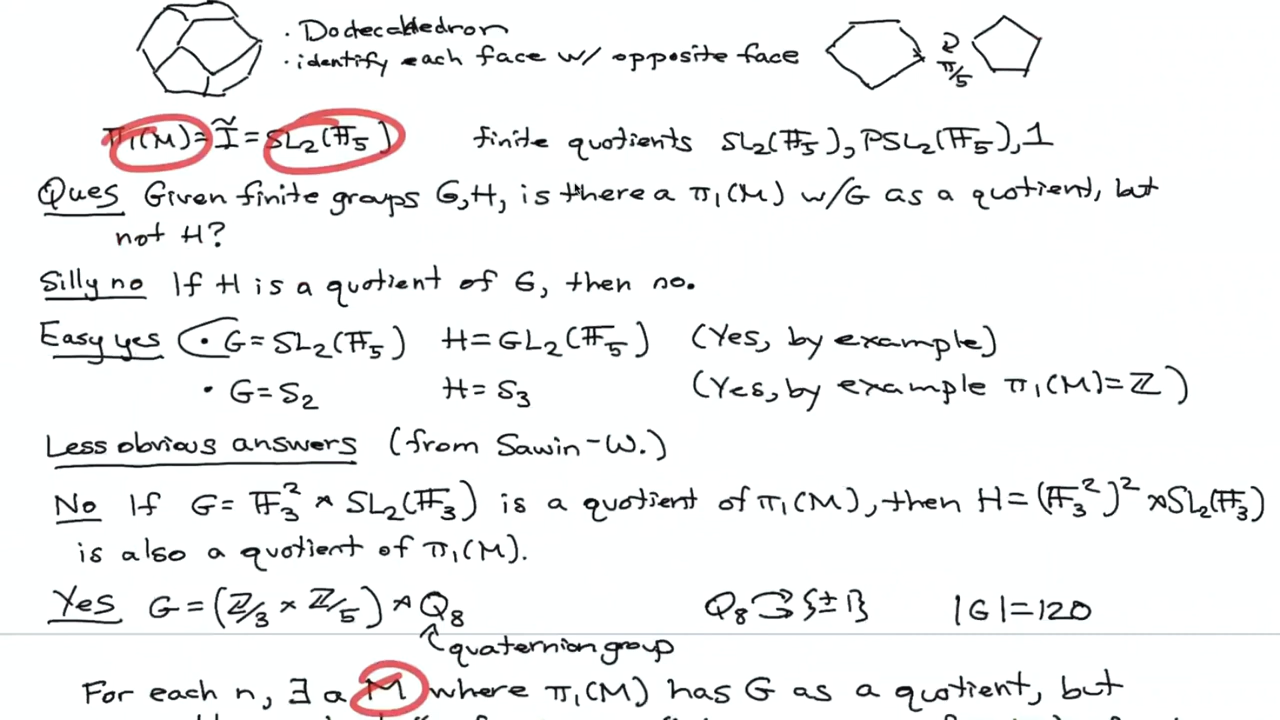 · Dodecahedron
· identify each face w/ opposite face
2 π/5
π₁(M) = Ĩ = SL₂(𝔽₅) finite quotients SL₂(𝔽₅), PSL₂(𝔽₅), 1
Ques Given finite groups G, H, is there a π₁(M) w/ G as a quotient, but
not H?
Silly no If H is a quotient of G, then no.
Easy yes · G = SL₂(𝔽₅) H = GL₂(𝔽₅) (Yes, by example)
· G = S₂ H = S₃ (Yes, by example π₁(M) = ℤ)
Less obvious answers (from Sawin-W.)
No If G = 𝔽₃² ⋊ SL₂(𝔽₃) is a quotient of π₁(M), then H = (𝔽₃²)² ⋊ SL₂(𝔽₃)
is also a quotient of π₁(M).
Yes G = (ℤ/3 × ℤ/5) ⋊ Q₈ Q₈ ⇉ {±1} |G| = 120
↖ quaternion group
For each n, ∃ a M where π₁(M) has G as a quotient, but